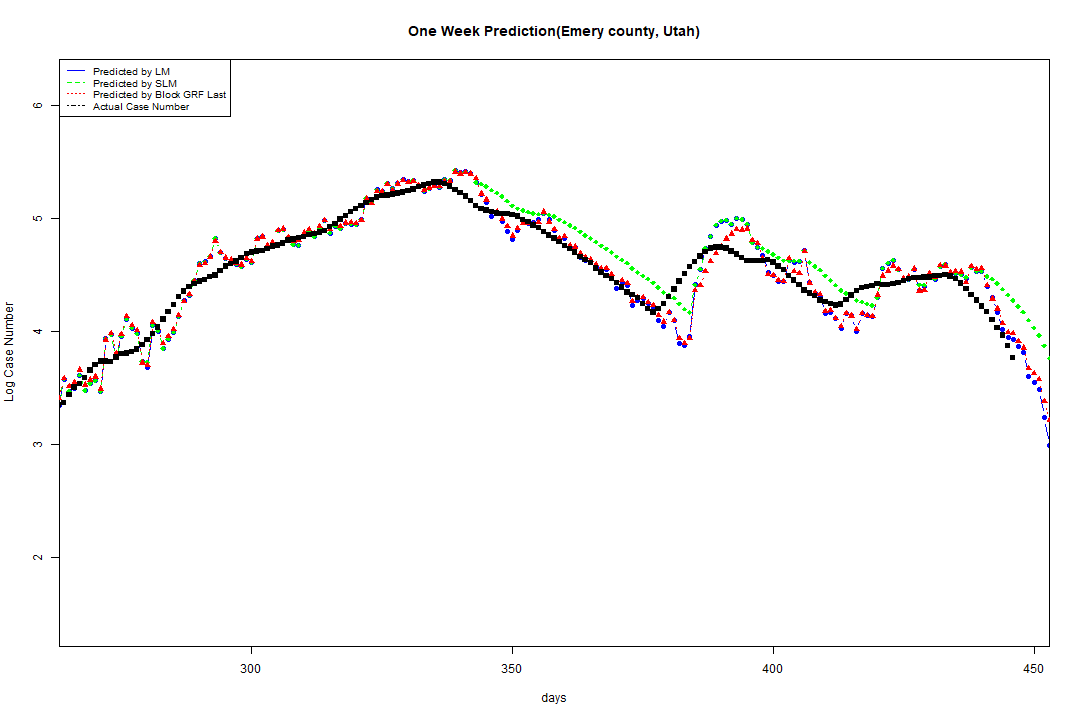 One Week Prediction(Emery county, Utah)
Predicted by LM
Predicted by SLM
Predicted by Block GRF Last
Actual Case Number
6
5
4
3
2
Log Case Number
300 350 400 450
days